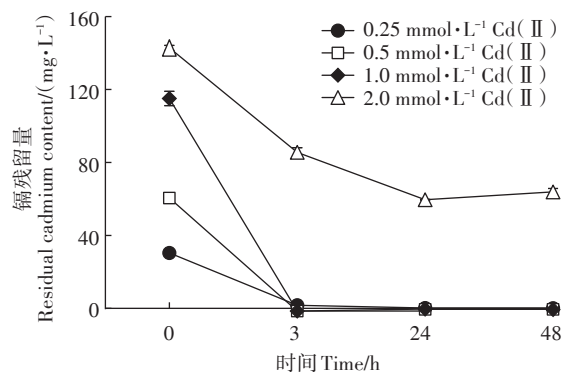 160
120
80
40
0
镉残留量
Residual cadmium content/(mg·L⁻¹)
0.25 mmol·L⁻¹ Cd(Ⅱ)
0.5 mmol·L⁻¹ Cd(Ⅱ)
1.0 mmol·L⁻¹ Cd(Ⅱ)
2.0 mmol·L⁻¹ Cd(Ⅱ)
0 3 24 48
时间 Time/h